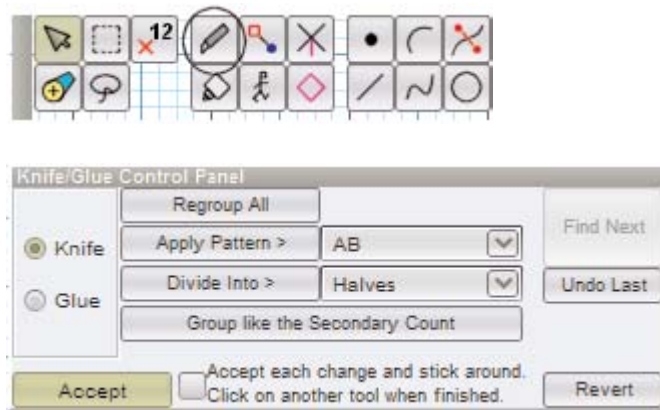 12
Knife/Glue Control Panel
Regroup All
Knife
Apply Pattern > AB
Find Next
Divide Into > Halves
Undo Last
Glue
Group like the Secondary Count
Accept
Accept each change and stick around.
Click on another tool when finished.
Revert